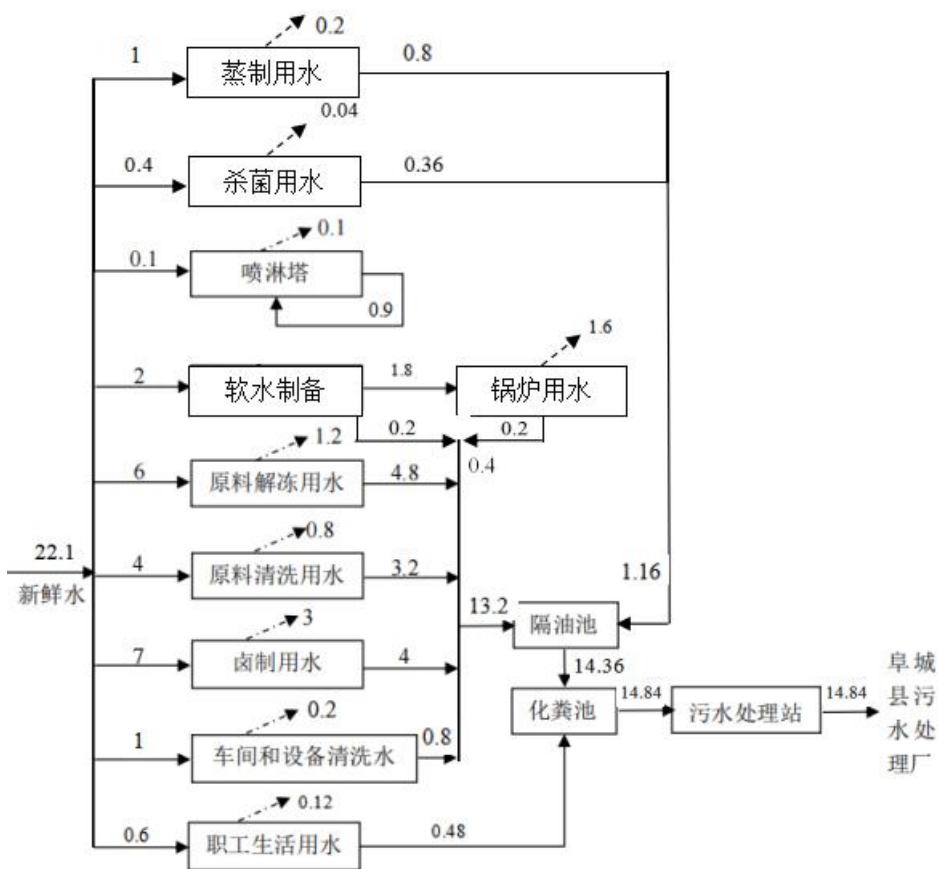 0.2
1
蒸制用水
0.8
0.04
0.4
杀菌用水
0.36
0.1
0.1
喷淋塔
0.9
1.6
2
软水制备
1.8
锅炉用水
0.2
0.2
0.4
1.2
6
原料解冻用水
4.8
0.8
22.1
新鲜水
4
原料清洗用水
3.2
1.16
13.2
隔油池
3
7
卤制用水
4
14.36
0.2
1
车间和设备清洗水
0.8
化粪池
14.84
污水处理站
14.84
阜城
县污
水处
理厂
0.12
0.6
职工生活用水
0.48